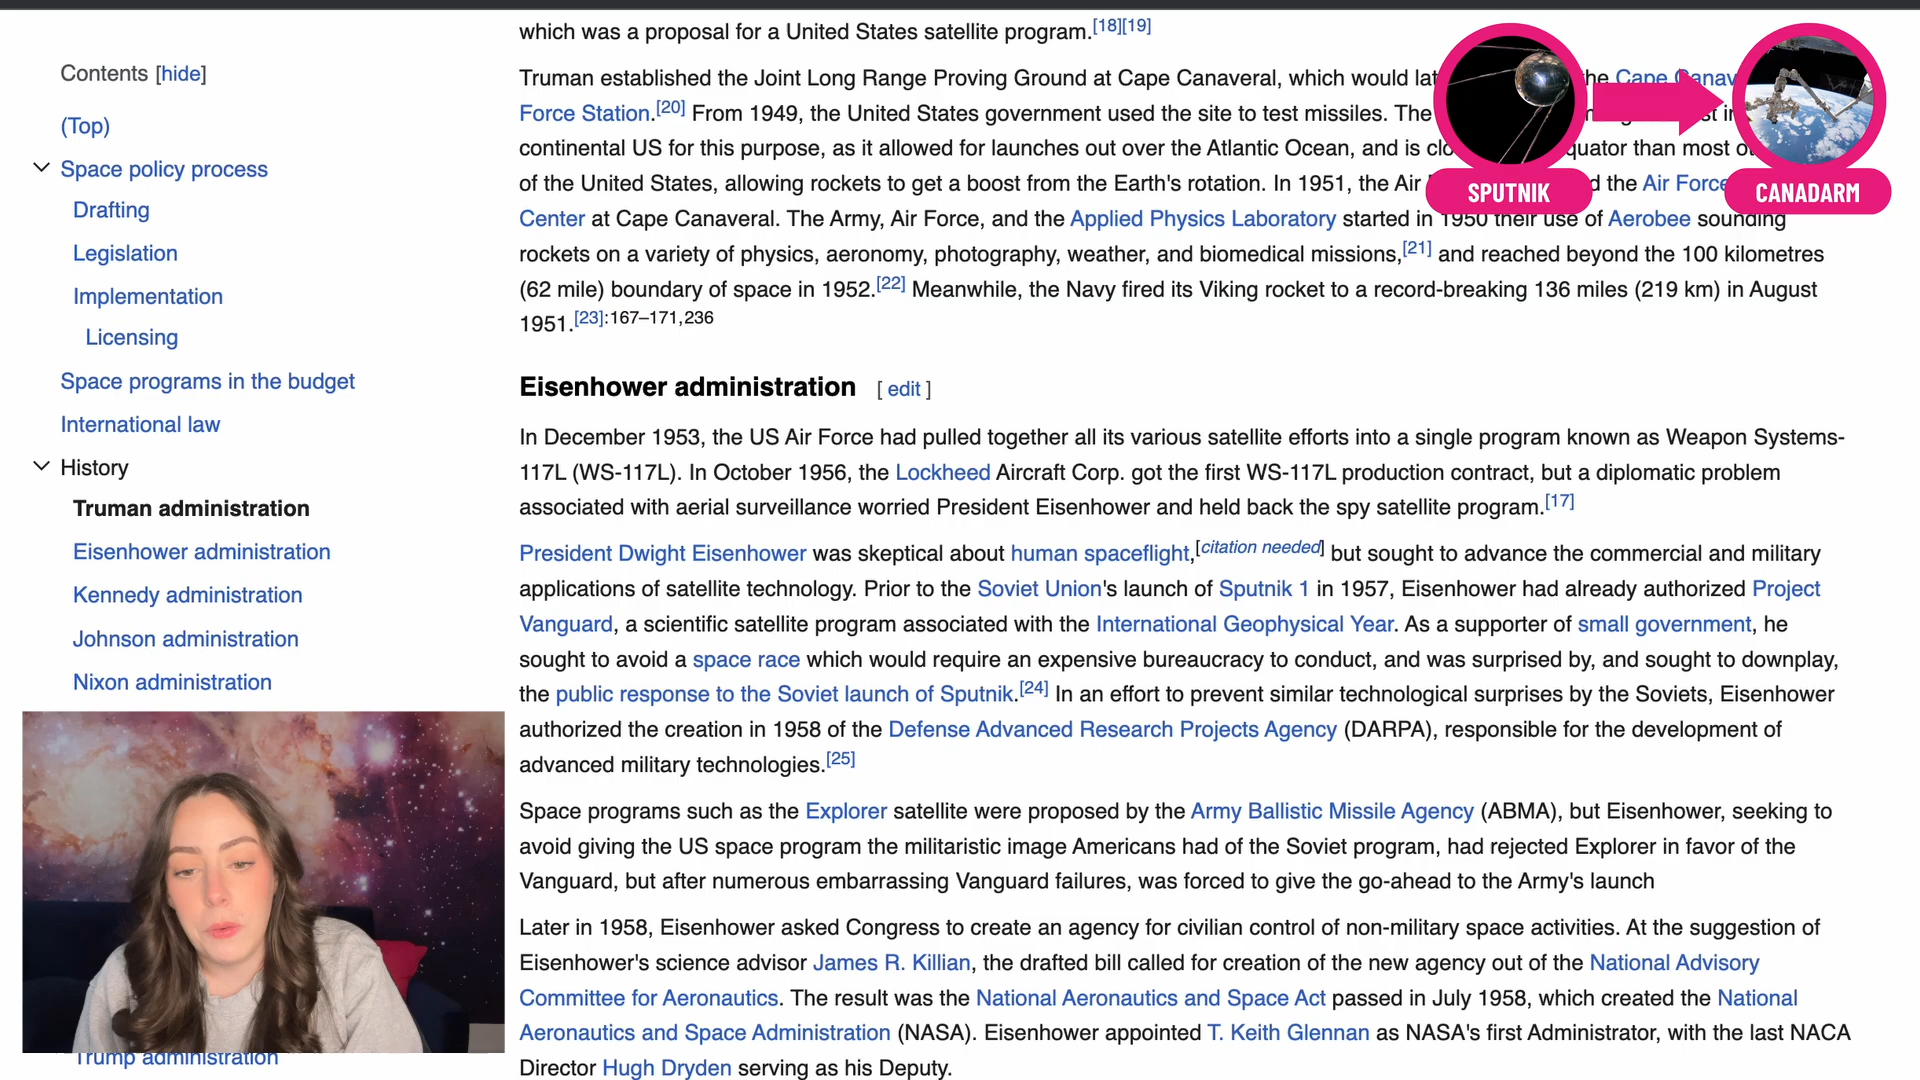 which was a proposal for a United States satellite program.[18][19]
Contents [hide]
(Top)
Space policy process
Drafting
Legislation
Implementation
Licensing
Space programs in the budget
International law
History
Truman administration
Eisenhower administration
Kennedy administration
Johnson administration
Nixon administration
Trump administration
Truman established the Joint Long Range Proving Ground at Cape Canaveral, which would lat he Cape Canav
Force Station.[20] From 1949, the United States government used the site to test missiles. The
continental US for this purpose, as it allowed for launches out over the Atlantic Ocean, and is clo quator than most
of the United States, allowing rockets to get a boost from the Earth's rotation. In 1951, the Air d the Air Force
Center at Cape Canaveral. The Army, Air Force, and the Applied Physics Laboratory started in 1950 their use of Aerobee sounding
rockets on a variety of physics, aeronomy, photography, weather, and biomedical missions,[21] and reached beyond the 100 kilometres
(62 mile) boundary of space in 1952.[22] Meanwhile, the Navy fired its Viking rocket to a record-breaking 136 miles (219 km) in August
1951.[23]:167–171,236
SPUTNIK
CANADARM
Eisenhower administration [ edit ]
In December 1953, the US Air Force had pulled together all its various satellite efforts into a single program known as Weapon Systems-
117L (WS-117L). In October 1956, the Lockheed Aircraft Corp. got the first WS-117L production contract, but a diplomatic problem
associated with aerial surveillance worried President Eisenhower and held back the spy satellite program.[17]
President Dwight Eisenhower was skeptical about human spaceflight,[citation needed] but sought to advance the commercial and military
applications of satellite technology. Prior to the Soviet Union's launch of Sputnik 1 in 1957, Eisenhower had already authorized Project
Vanguard, a scientific satellite program associated with the International Geophysical Year. As a supporter of small government, he
sought to avoid a space race which would require an expensive bureaucracy to conduct, and was surprised by, and sought to downplay,
the public response to the Soviet launch of Sputnik.[24] In an effort to prevent similar technological surprises by the Soviets, Eisenhower
authorized the creation in 1958 of the Defense Advanced Research Projects Agency (DARPA), responsible for the development of
advanced military technologies.[25]
Space programs such as the Explorer satellite were proposed by the Army Ballistic Missile Agency (ABMA), but Eisenhower, seeking to
avoid giving the US space program the militaristic image Americans had of the Soviet program, had rejected Explorer in favor of the
Vanguard, but after numerous embarrassing Vanguard failures, was forced to give the go-ahead to the Army's launch
Later in 1958, Eisenhower asked Congress to create an agency for civilian control of non-military space activities. At the suggestion of
Eisenhower's science advisor James R. Killian, the drafted bill called for creation of the new agency out of the National Advisory
Committee for Aeronautics. The result was the National Aeronautics and Space Act passed in July 1958, which created the National
Aeronautics and Space Administration (NASA). Eisenhower appointed T. Keith Glennan as NASA's first Administrator, with the last NACA
Director Hugh Dryden serving as his Deputy.